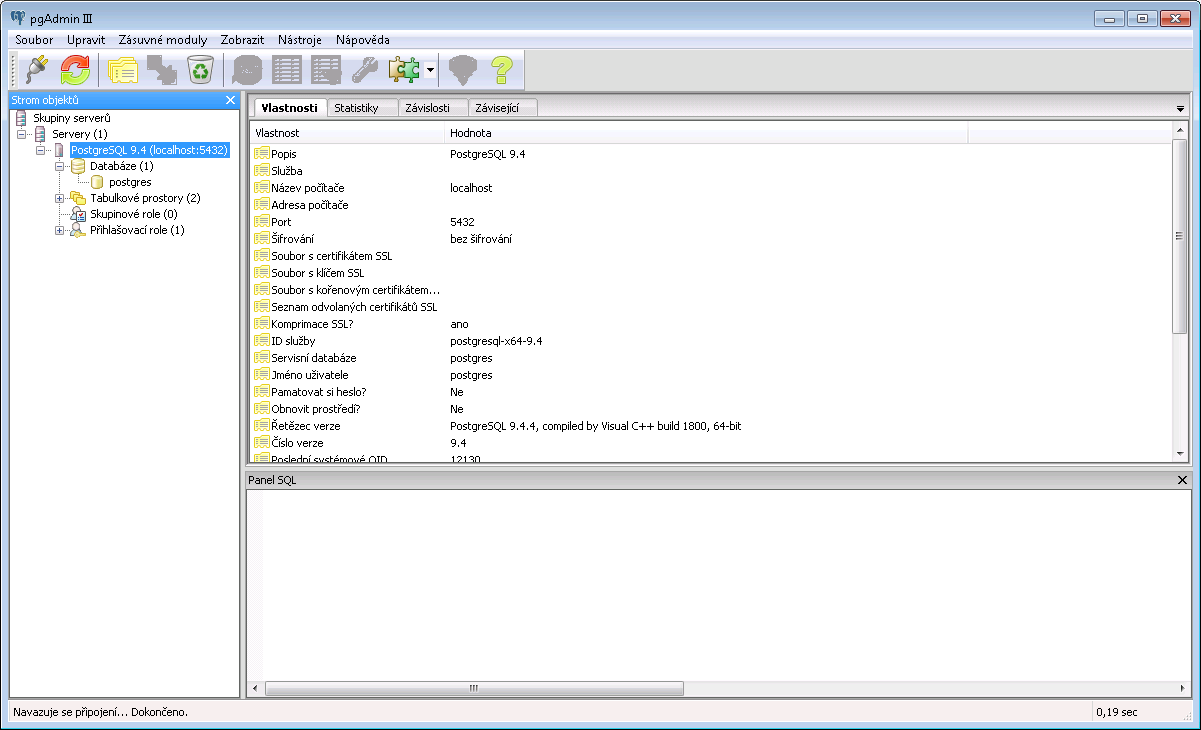 pgAdmin III
Soubor Upravit Zásuvné moduly Zobrazit Nástroje Nápověda
Strom objektů
Skupiny serverů
Servery (1)
PostgreSQL 9.4 (localhost:5432)
Databáze (1)
postgres
Tabulkové prostory (2)
Skupinové role (0)
Přihlašovací role (1)
Vlastnosti Statistiky Závislosti Závisející
Vlastnost Hodnota
Popis PostgreSQL 9.4
Služba
Název počítače localhost
Adresa počítače
Port 5432
Šifrování bez šifrování
Soubor s certifikátem SSL
Soubor s klíčem SSL
Soubor s kořenovým certifikátem...
Seznam odvolaných certifikátů SSL
Komprimace SSL? ano
ID služby postgresql-x64-9.4
Servisní databáze postgres
Jméno uživatele postgres
Pamatovat si heslo? Ne
Obnovit prostředí? Ne
Řetězec verze PostgreSQL 9.4.4, compiled by Visual C++ build 1800, 64-bit
Číslo verze 9.4
Poslední systémové OID 12130
Panel SQL
Navazuje se připojení... Dokončeno. 0,19 sec